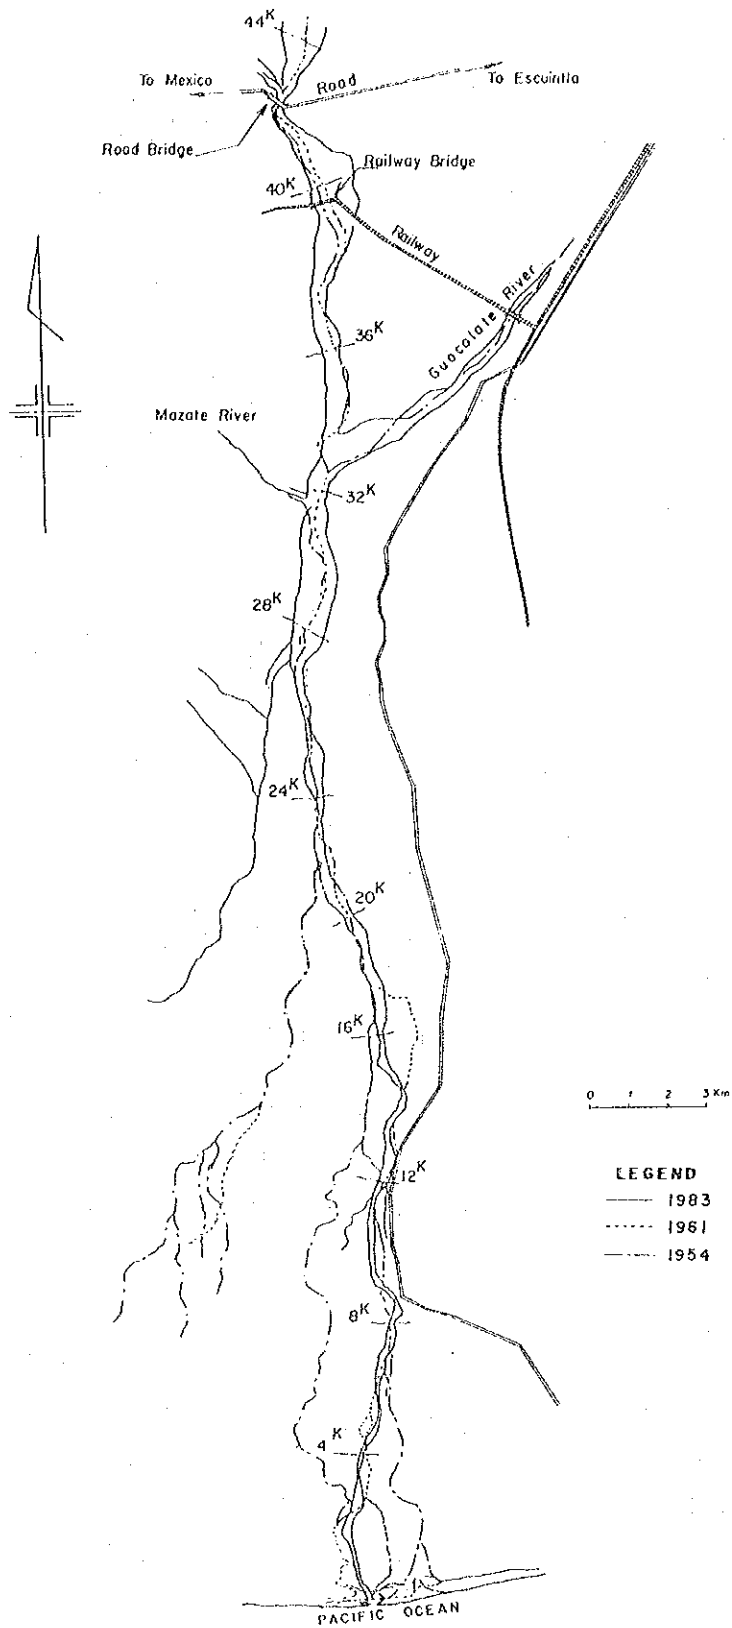 44K
To Mexico
Road
To Escuintla
Road Bridge
Railway Bridge
40K
Railway
Guacalate River
36K
Mazate River
32K
28K
24K
20K
16K
0 1 2 3 Km
LEGEND
1983
1961
1954
12K
8K
4K
PACIFIC OCEAN